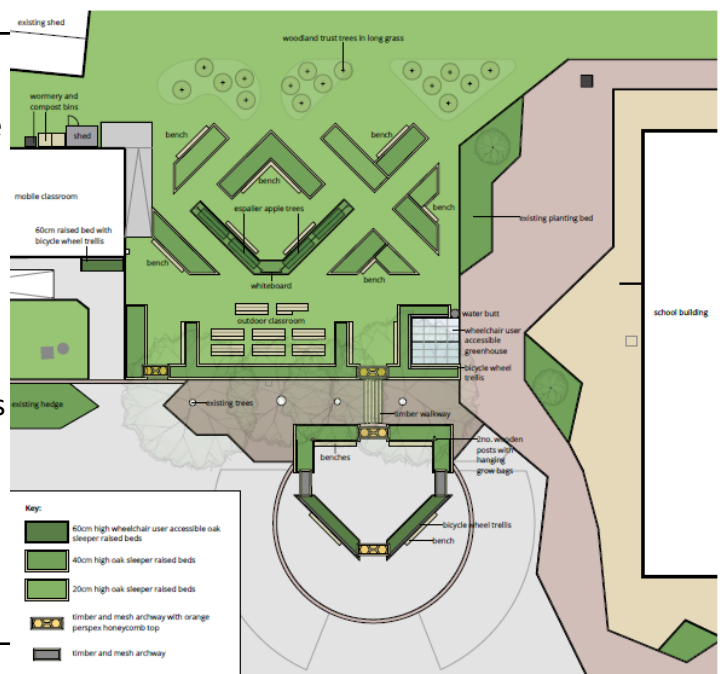 existing shed
woodland trust trees in long grass
wormery and
compost bins
shed
bench
bench
mobile classroom
bench
bench
espalier apple trees
existing planting bed
60cm raised bed with
bicycle wheel trellis
bench
whiteboard
bench
school building
outdoor classroom
water butt
wheelchair user
accessible
greenhouse
bicycle wheel
trellis
existing hedge
existing trees
timber walkway
benches
2no. wooden
posts with
hanging
grow bags
bicycle wheel trellis
bench
Key:
60cm high wheelchair user accessible oak
sleeper raised beds
40cm high oak sleeper raised beds
20cm high oak sleeper raised beds
timber and mesh archway with orange
perspex honeycomb top
timber and mesh archway